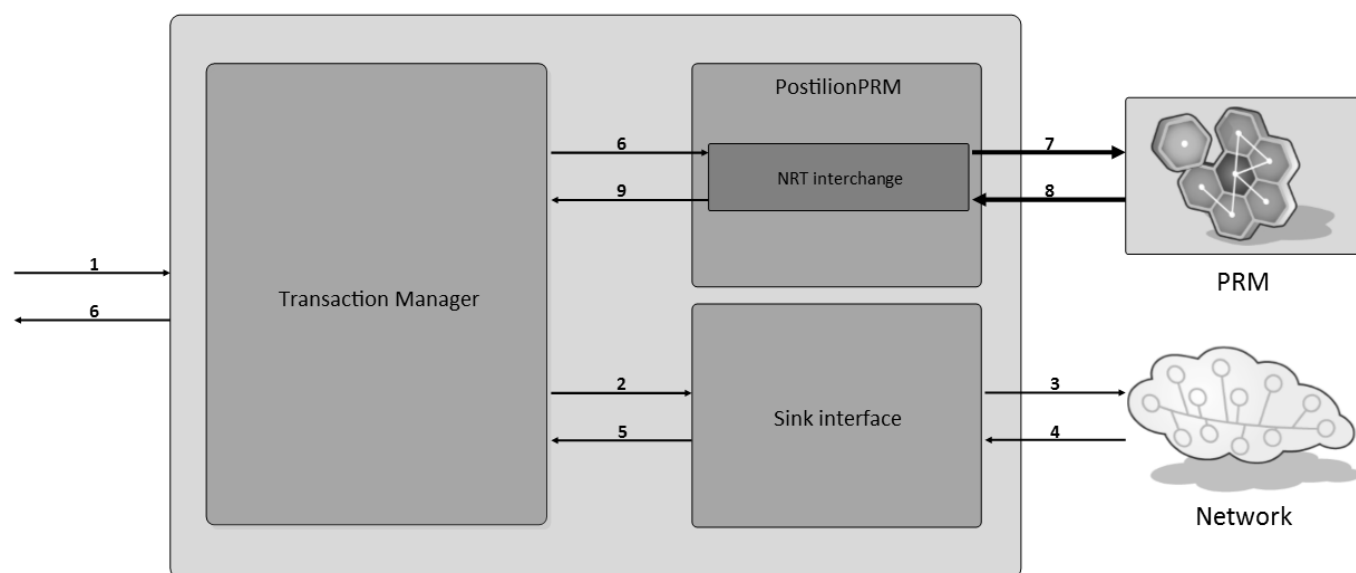 PostilionPRM
6
7
NRT interchange
9
8
1
PRM
Transaction Manager
6
2
3
Sink interface
5
4
Network